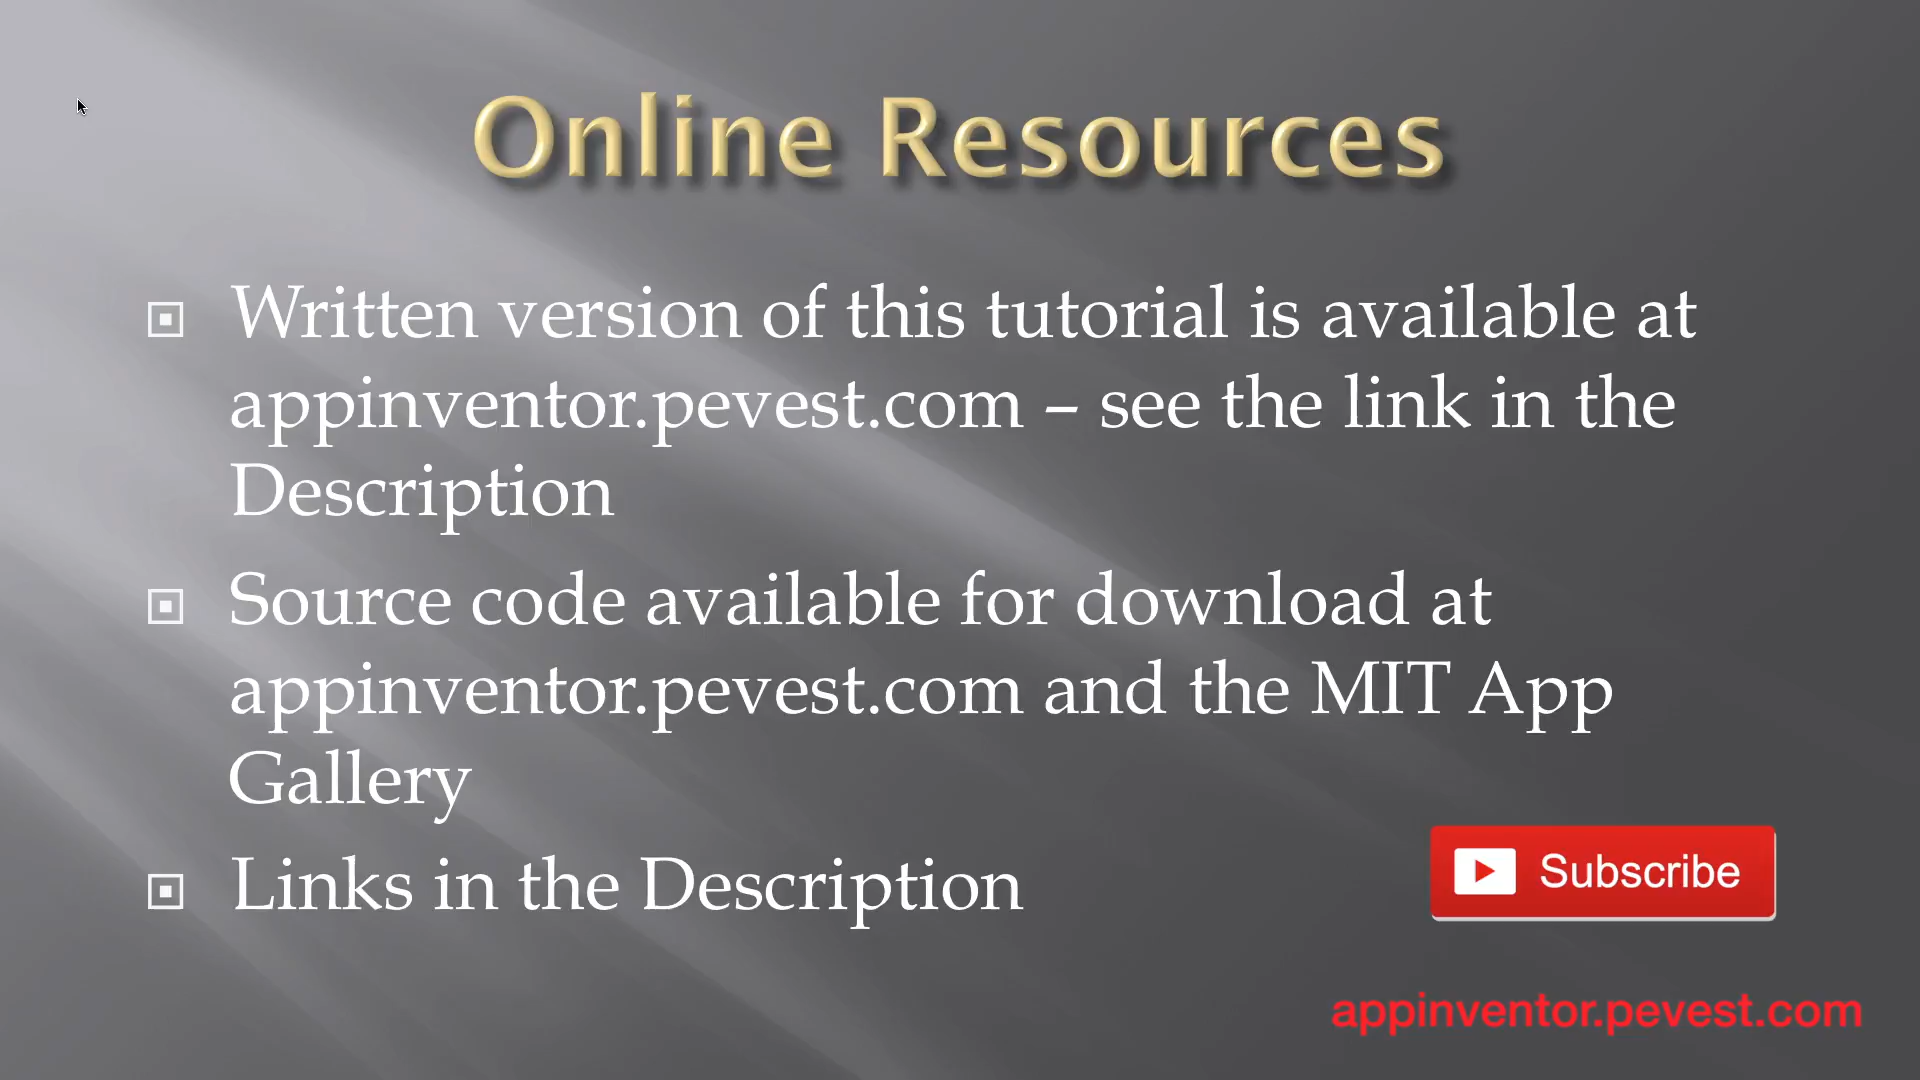 Online Resources
Written version of this tutorial is available at
appinventor.pevest.com – see the link in the
Description
Source code available for download at
appinventor.pevest.com and the MIT App
Gallery
Links in the Description
Subscribe
appinventor.pevest.com